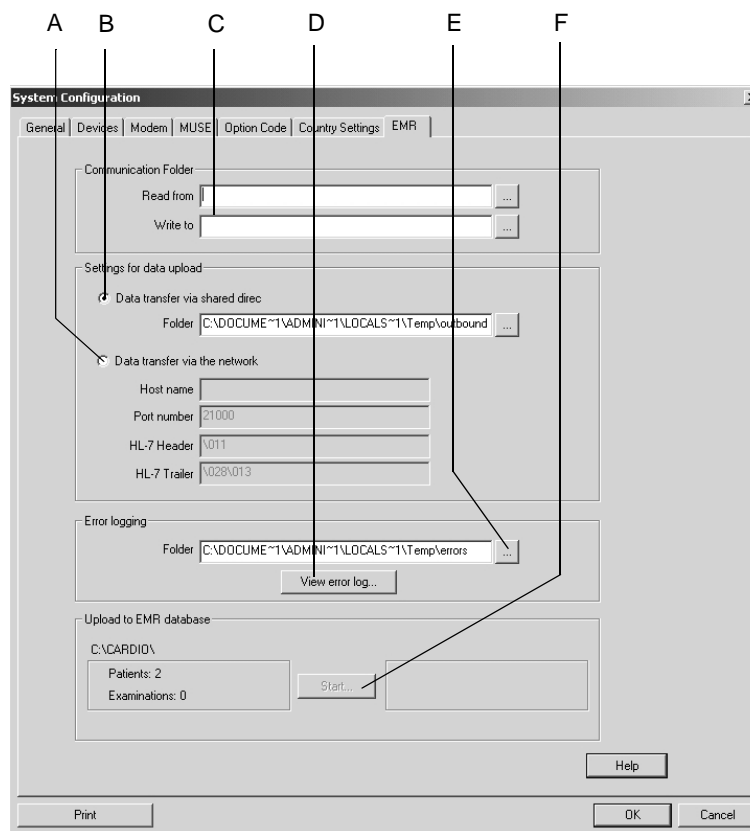 A B C D E F
System Configuration
General Devices Modem MUSE Option Code Country Settings EMR
Communication Folder
Read from ...
Write to ...
Settings for data upload
Data transfer via shared direc
Folder C:\DOCUME~1\ADMINI~1\LOCALS~1\Temp\outbound ...
Data transfer via the network
Host name
Port number 21000
HL-7 Header \011
HL-7 Trailer \028\013
Error logging
Folder C:\DOCUME~1\ADMINI~1\LOCALS~1\Temp\errors ...
View error log...
Upload to EMR database
C:\CARDIO\
Patients: 2
Start...
Examinations: 0
Help
Print OK Cancel